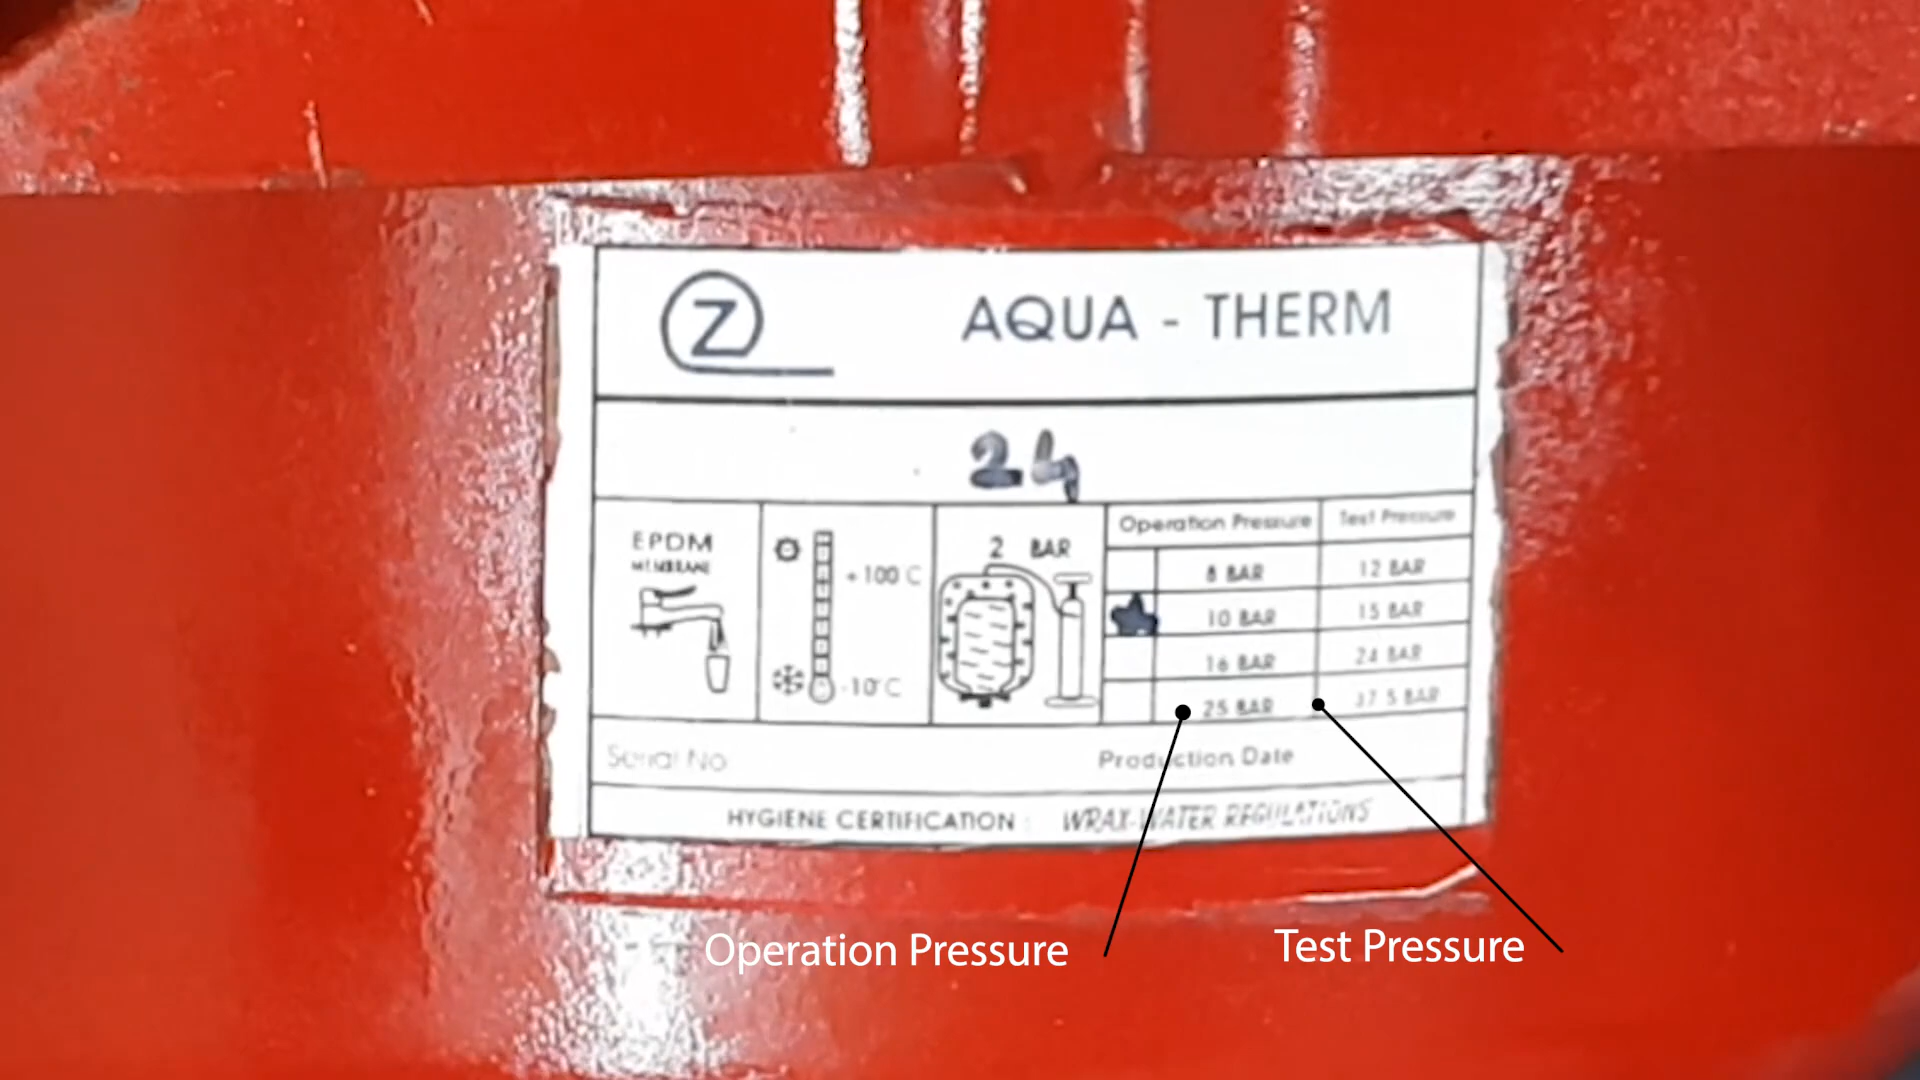 Z
AQUA - THERM
24
EPDM
MEMBRANE
+100 C
-10°C
2 BAR
Operation Pressure Test Pressure
8 BAR 12 BAR
10 BAR 15 BAR
16 BAR 24 BAR
25 BAR 37 5 BAR
Serial No
Production Date
HYGIENE CERTIFICATION : WRAX-WATER REGULATIONS
Operation Pressure
Test Pressure